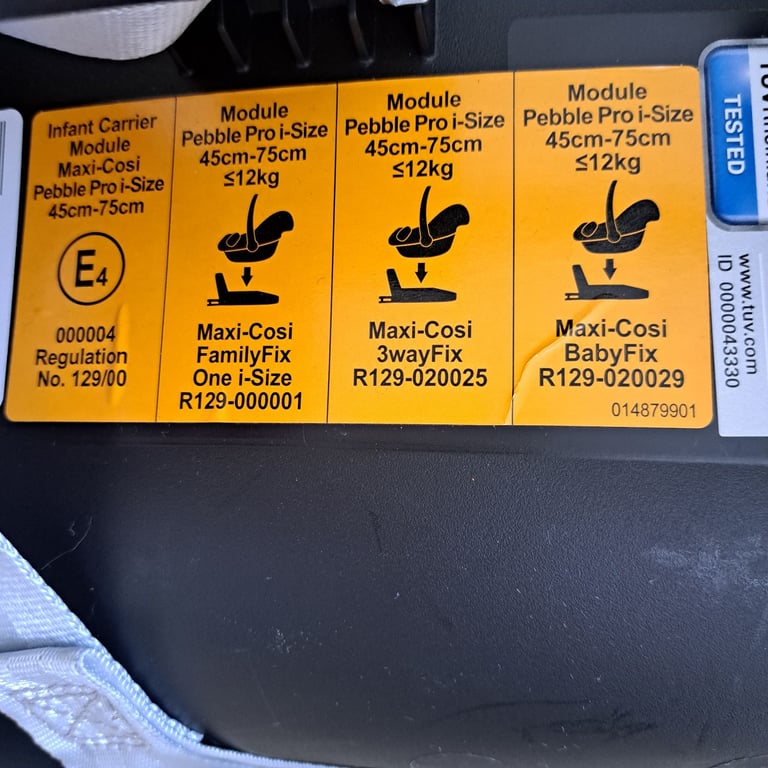 Infant Carrier
Module
Maxi-Cosi
Pebble Pro i-Size
45cm-75cm
E4
000004
Regulation
No. 129/00
Module
Pebble Pro i-Size
45cm-75cm
≤12kg
Maxi-Cosi
FamilyFix
One i-Size
R129-000001
Module
Pebble Pro i-Size
45cm-75cm
≤12kg
Maxi-Cosi
3wayFix
R129-020025
Module
Pebble Pro i-Size
45cm-75cm
≤12kg
Maxi-Cosi
BabyFix
R129-020029
014879901
TESTED
www.tuv.com
ID 0000043330